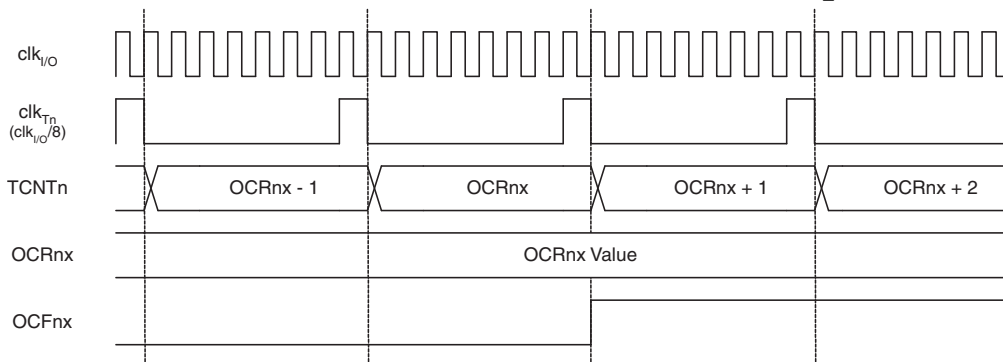 clkI/O
clkTn
(clkI/O/8)
TCNTn OCRnx - 1 OCRnx OCRnx + 1 OCRnx + 2
OCRnx OCRnx Value
OCFnx